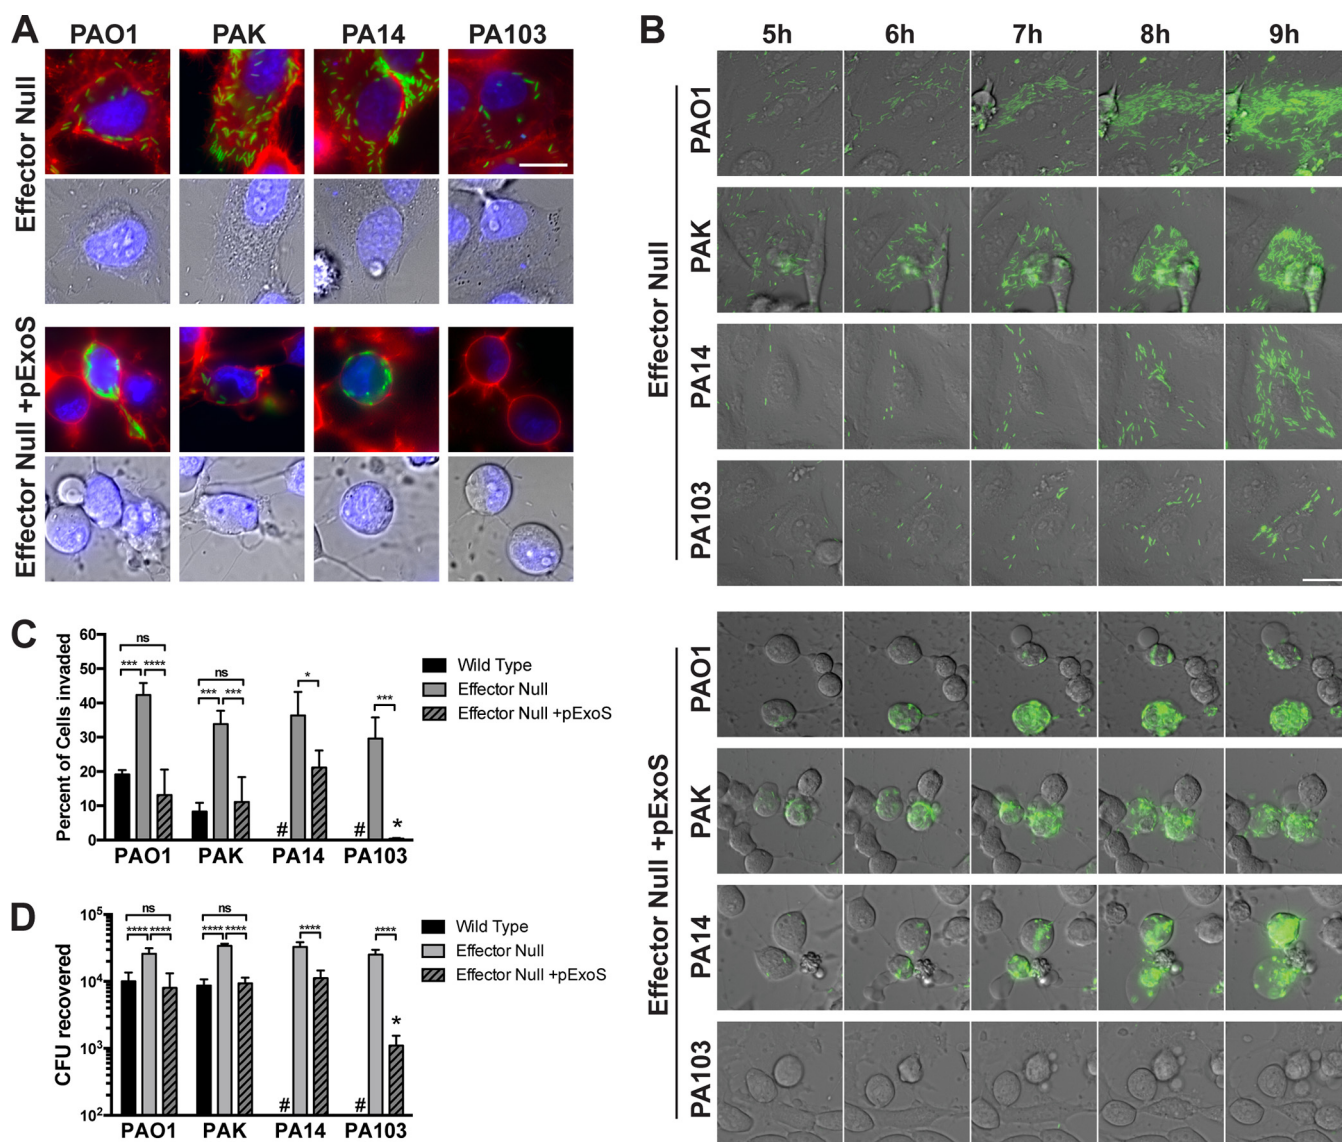 A
PAO1 PAK PA14 PA103
Effector Null
Effector Null +pExoS
B
5h 6h 7h 8h 9h
Effector Null
PAO1
PAK
PA14
PA103
Effector Null +pExoS
PAO1
PAK
PA14
PA103
C
Percent of Cells invaded
60
50
40
30
20
10
0
ns
*** ****
ns
*** ***
*
***
# # *
PAO1 PAK PA14 PA103
Wild Type
Effector Null
Effector Null +pExoS
D
CFU recovered
10^5
10^4
10^3
10^2
ns
**** ****
ns
**** ****
****
****
# # *
PAO1 PAK PA14 PA103
Wild Type
Effector Null
Effector Null +pExoS